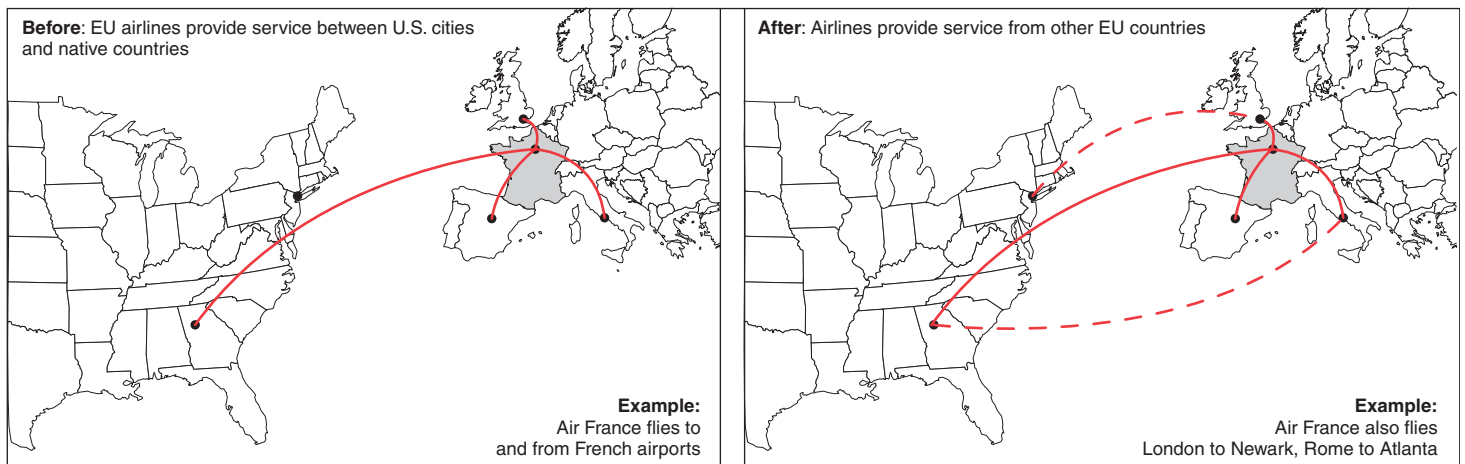 Before: EU airlines provide service between U.S. cities
and native countries
Example:
Air France flies to
and from French airports
After: Airlines provide service from other EU countries
Example:
Air France also flies
London to Newark, Rome to Atlanta